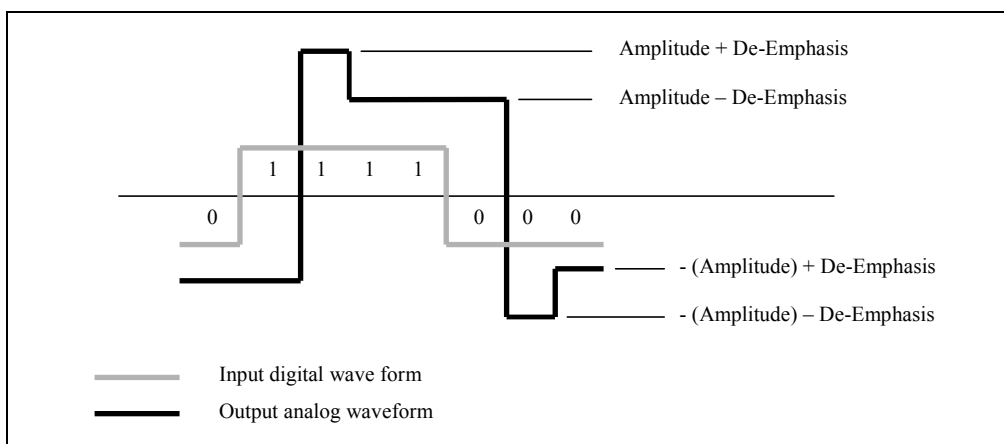 Amplitude + De-Emphasis
Amplitude – De-Emphasis
1 1 1 1
0 0 0 0
- (Amplitude) + De-Emphasis
- (Amplitude) – De-Emphasis
Input digital wave form
Output analog waveform